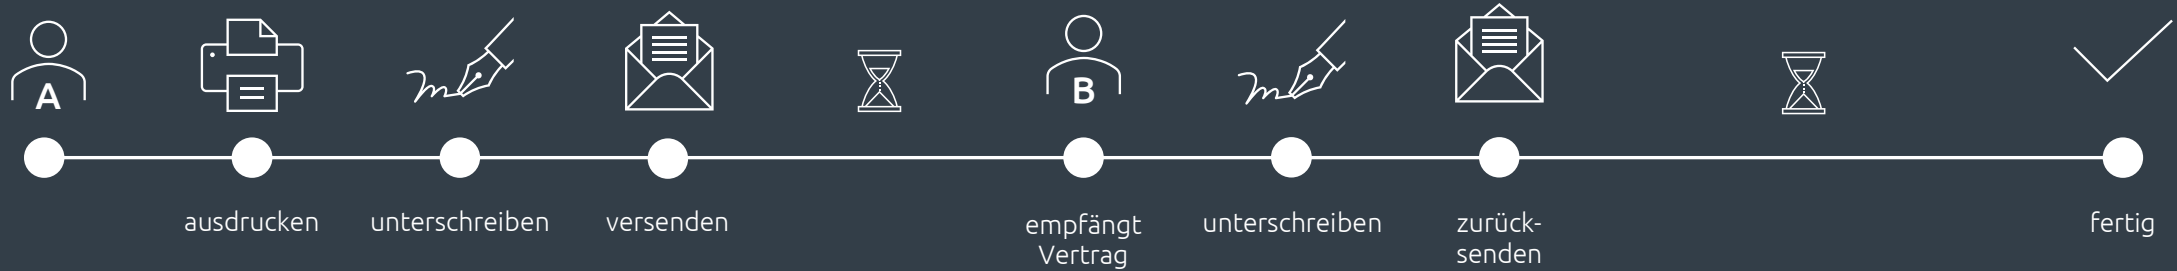 A
B
ausdrucken
unterschreiben
versenden
empfängt
Vertrag
unterschreiben
zurück-
senden
fertig